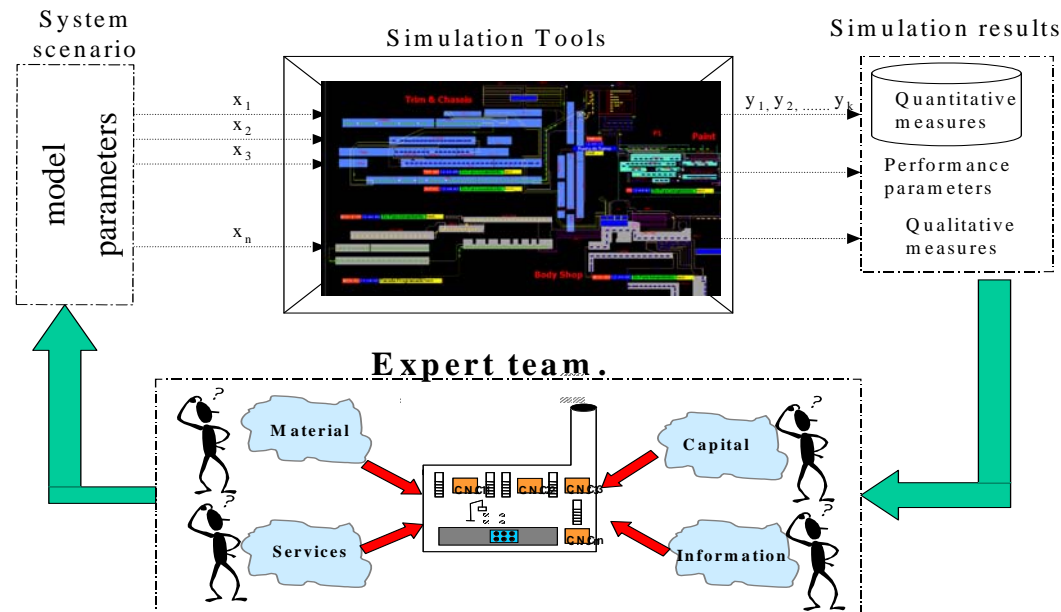 System
scenario
Simulation Tools
Simulation results
model
parameters
x1
x2
x3
xn
Trim & Chassis
Paint
Body Shop
y1, y2, ...... yk
Quantitative
measures
Performance
parameters
Qualitative
measures
Expert team.
?
Material
?
Services
Capital
?
Information
?
CNC1
CNC2
CNC3
CNCn